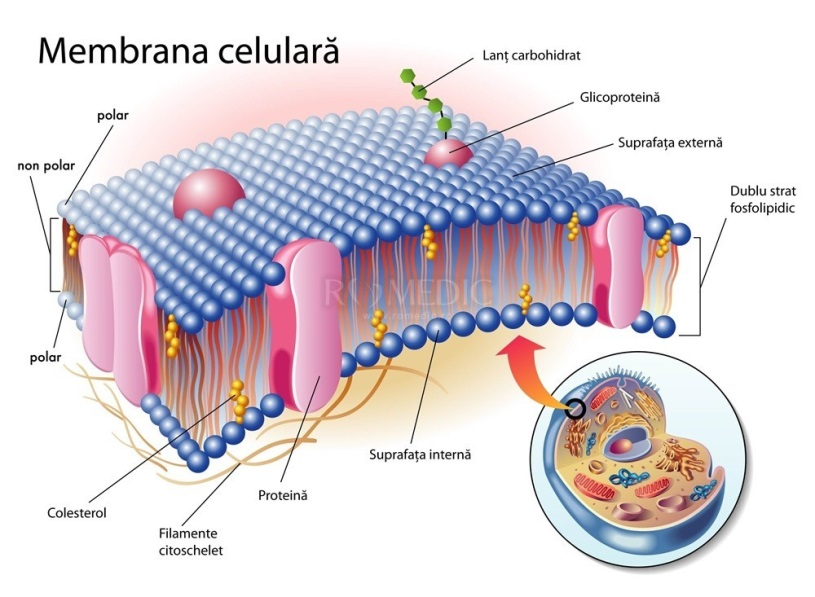 Membrana celulară
Lanț carbohidrat
Glicoproteină
Suprafața externă
Dublu strat
fosfolipidic
polar
non polar
polar
ROMEDIC
Suprafața internă
Proteină
Colesterol
Filamente
citoschelet